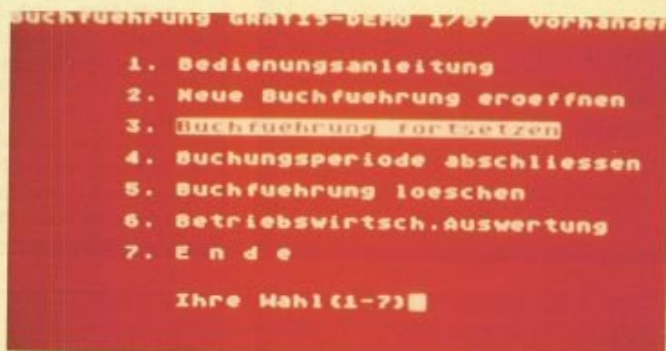 Buchfuehrung GRATIS-DEMO 1/87 vorhanden
1. Bedienungsanleitung
2. Neue Buchfuehrung eroeffnen
3. Buchfuehrung fortsetzen
4. Buchungsperiode abschliessen
5. Buchfuehrung loeschen
6. Betriebswirtsch.Auswertung
7. E n d e
Ihre Wahl(1-7)